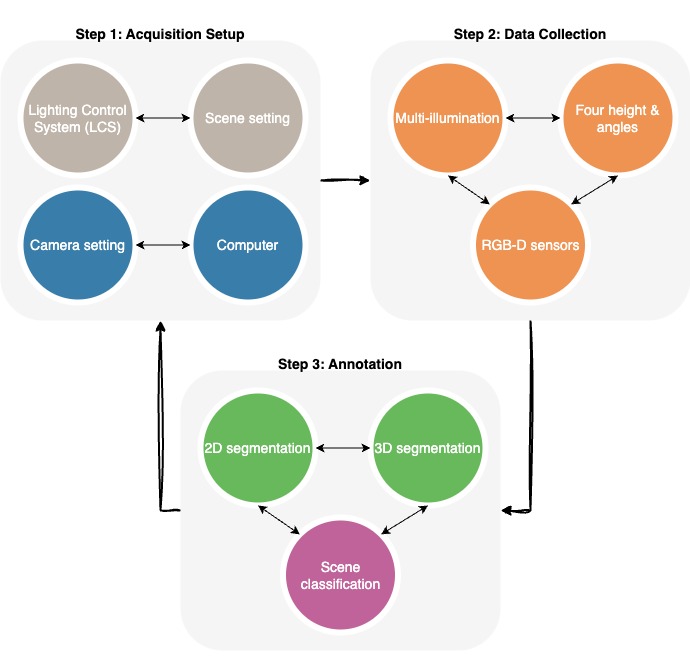 Step 1: Acquisition Setup
Lighting Control
System (LCS)
Scene setting
Camera setting
Computer
Step 2: Data Collection
Multi-illumination
Four height &
angles
RGB-D sensors
Step 3: Annotation
2D segmentation
3D segmentation
Scene
classification